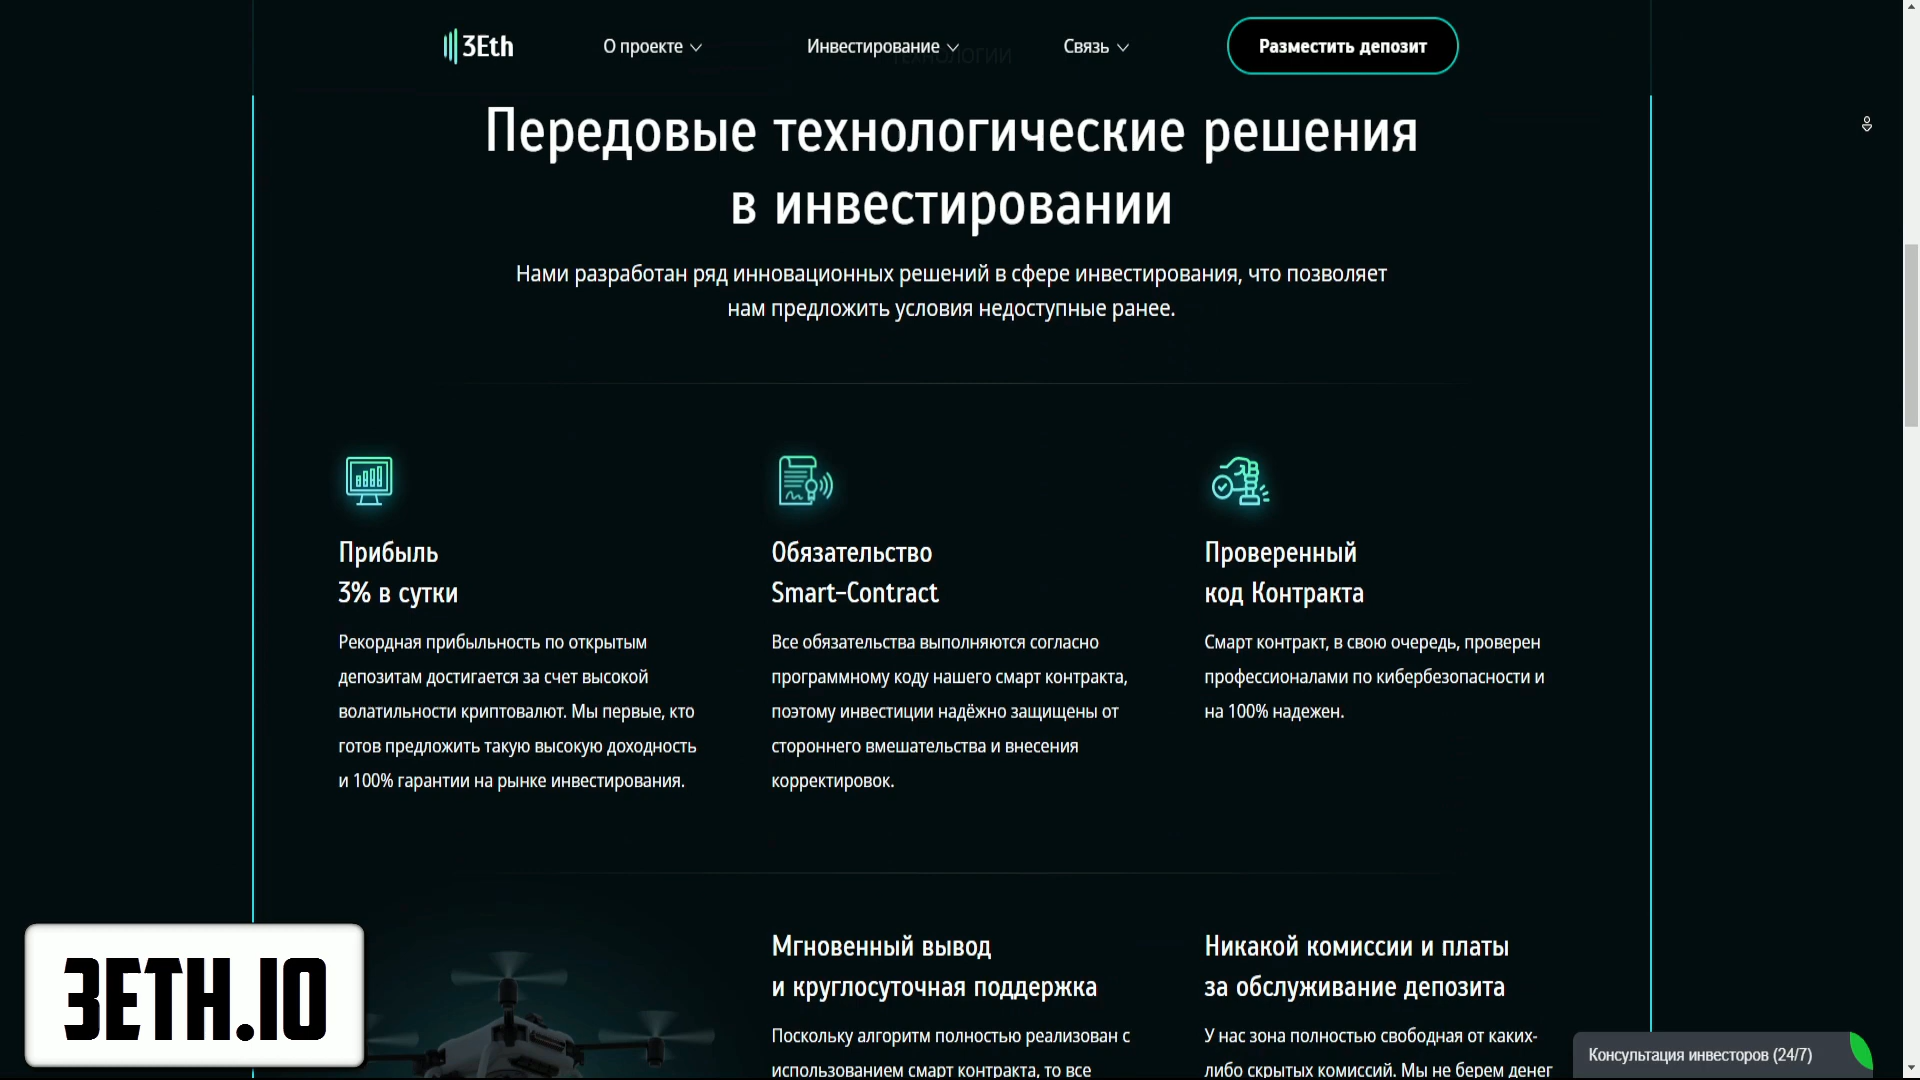 3Eth
О проекте
Инвестирование
Связь
Разместить депозит
ТЕХНОЛОГИИ
Передовые технологические решения
в инвестировании
Нами разработан ряд инновационных решений в сфере инвестирования, что позволяет
нам предложить условия недоступные ранее.
Прибыль
3% в сутки
Рекордная прибыльность по открытым
депозитам достигается за счет высокой
волатильности криптовалют. Мы первые, кто
готов предложить такую высокую доходность
и 100% гарантии на рынке инвестирования.
Обязательство
Smart-Contract
Все обязательства выполняются согласно
программному коду нашего смарт контракта,
поэтому инвестиции надёжно защищены от
стороннего вмешательства и внесения
корректировок.
Проверенный
код Контракта
Смарт контракт, в свою очередь, проверен
профессионалами по кибербезопасности и
на 100% надежен.
Мгновенный вывод
и круглосуточная поддержка
Поскольку алгоритм полностью реализован с
использованием смарт контракта, то все
Никакой комиссии и платы
за обслуживание депозита
У нас зона полностью свободная от каких-
либо скрытых комиссий. Мы не берем денег
3ETH.IO
Консультация инвесторов (24/7)